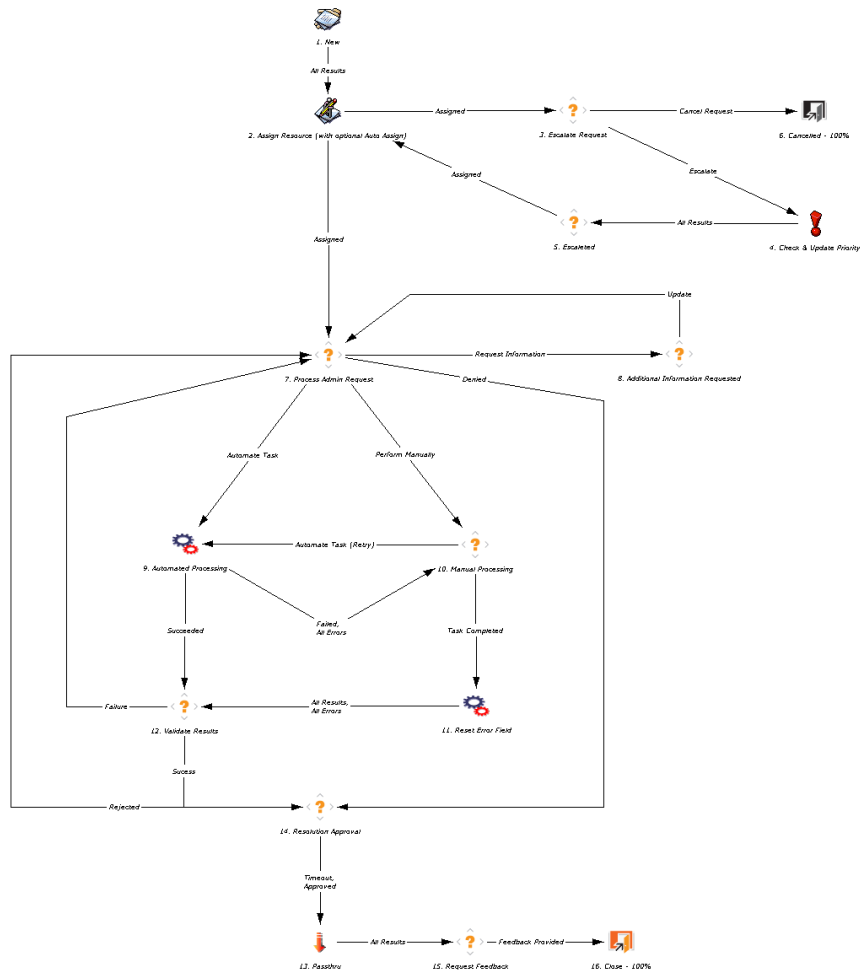 1. New
All Results
2. Assign Resource (with optional Auto Assign)
Assigned
3. Escalate Request
Cancel Request
6. Cancelled - 100%
Escalate
Assigned
5. Escalated
All Results
4. Check & Update Priority
Assigned
Update
7. Process Admin Request
Request Information
8. Additional Information Requested
Denied
Automate Task
Perform Manually
9. Automated Processing
Automate Task (Retry)
10. Manual Processing
Succeeded
Failed,
All Errors
Task Completed
Failure
12. Validate Results
All Results,
All Errors
11. Reset Error Field
Sucess
Rejected
14. Resolution Approval
Timeout,
Approved
13. Passthru
All Results
15. Request Feedback
Feedback Provided
16. Close - 100%